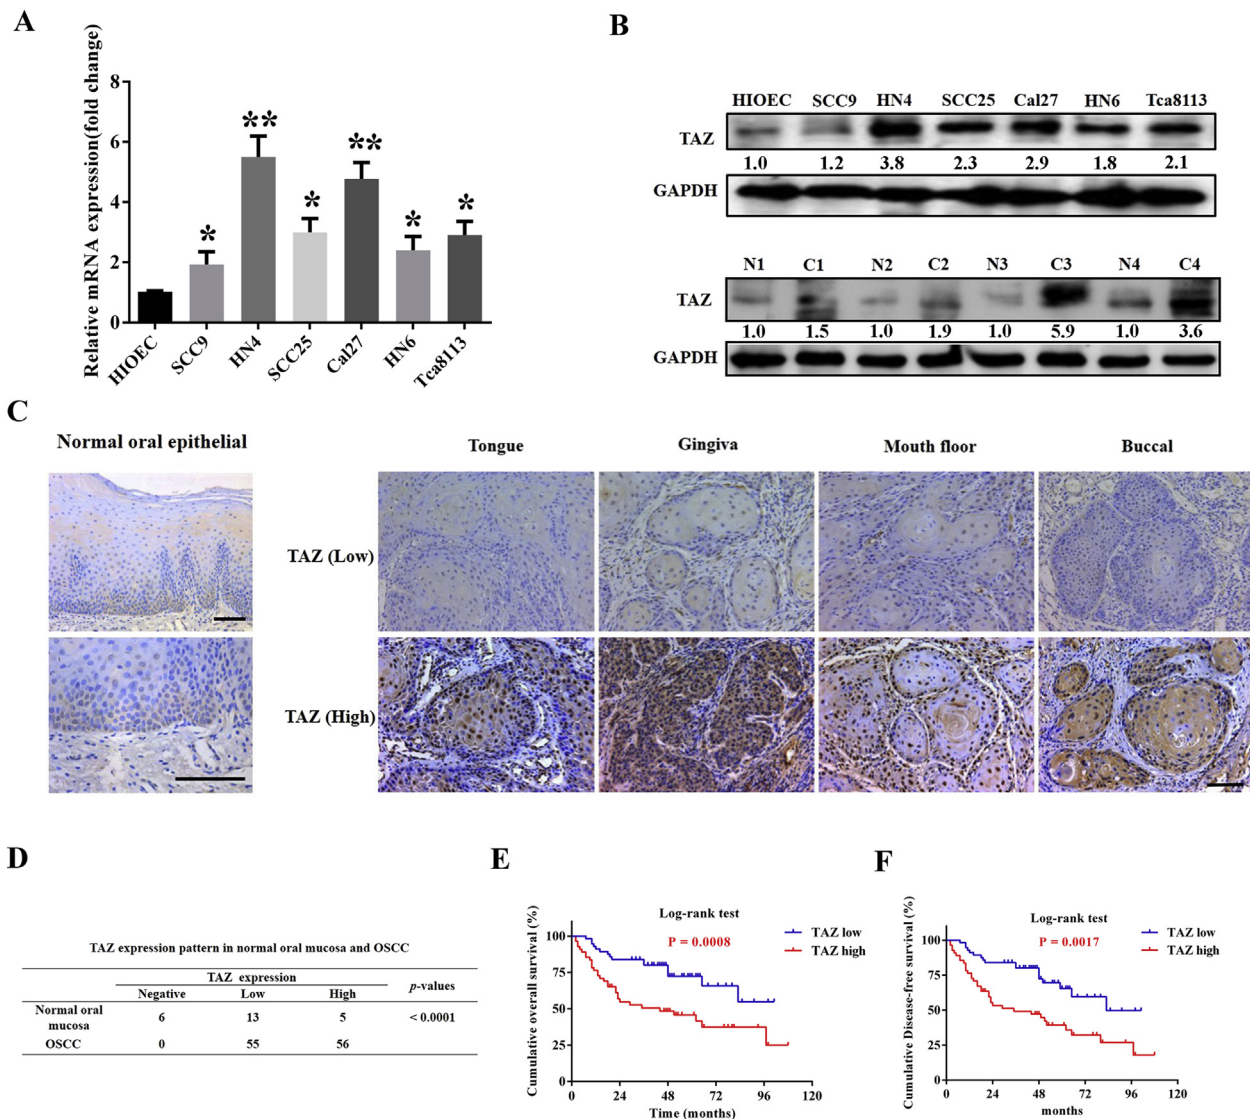 A
Relative mRNA expression(fold change)
8
6
4
2
0
** 
**
*
*
*
*
HIOEC
SCC9
HN4
SCC25
Cal27
HN6
Tca8113
B
HIOEC SCC9 HN4 SCC25 Cal27 HN6 Tca8113
TAZ
1.0 1.2 3.8 2.3 2.9 1.8 2.1
GAPDH
N1 C1 N2 C2 N3 C3 N4 C4
TAZ
1.0 1.5 1.0 1.9 1.0 5.9 1.0 3.6
GAPDH
C
Normal oral epithelial
Tongue Gingiva Mouth floor Buccal
TAZ (Low)
TAZ (High)
D
TAZ expression pattern in normal oral mucosa and OSCC
TAZ expression
p-values
Negative Low High
Normal oral mucosa 6 13 5 < 0.0001
OSCC 0 55 56
E
Log-rank test
P = 0.0008
TAZ low
TAZ high
Cumulative overall survival (%)
100
75
50
25
0
0 24 48 72 96 120
Time (months)
F
Log-rank test
P = 0.0017
TAZ low
TAZ high
Cumulative Disease-free survival (%)
100
75
50
25
0
0 24 48 72 96 120
months